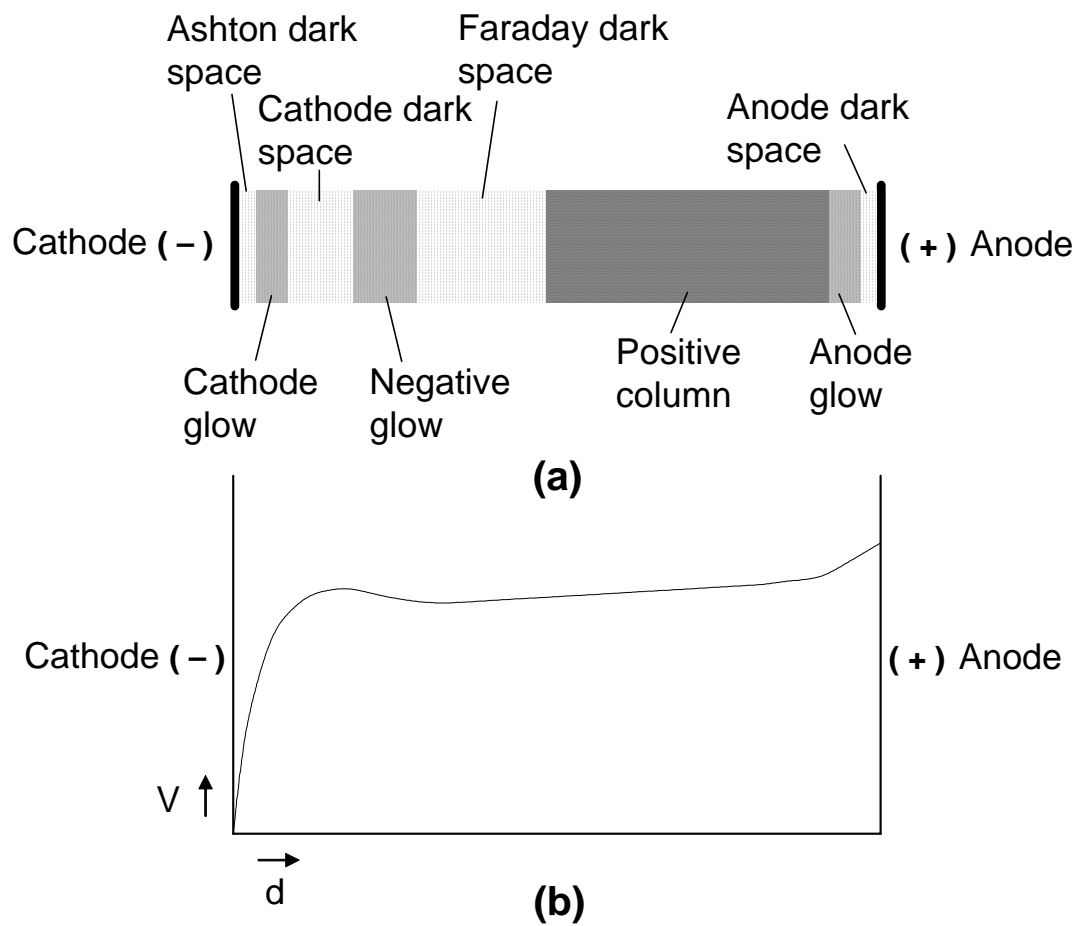 Ashton dark
space
Faraday dark
space
Cathode dark
space
Anode dark
space
Cathode ( – )
( + ) Anode
Cathode
glow
Negative
glow
Positive
column
Anode
glow
(a)
Cathode ( – )
( + ) Anode
V
d
(b)